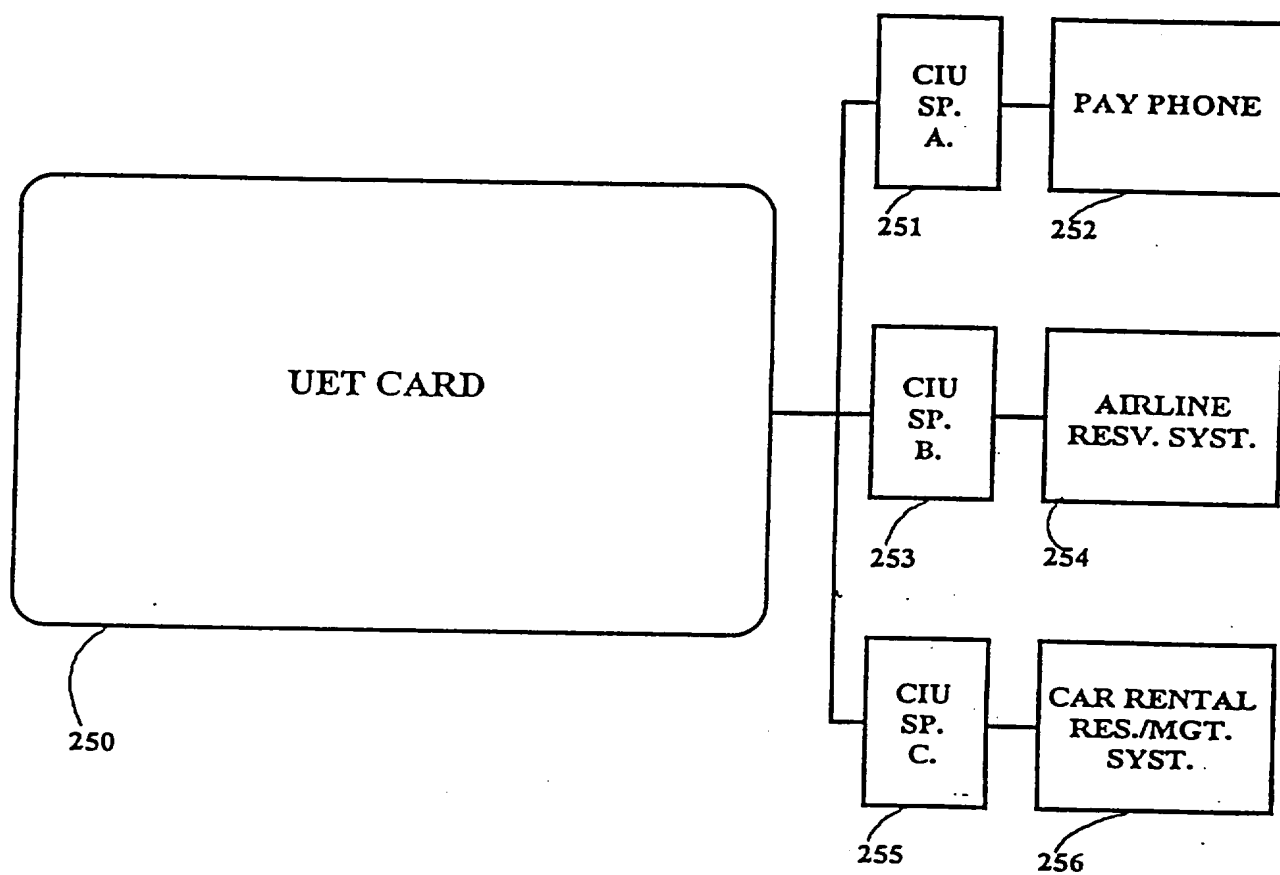 CIU
SP.
A.
PAY PHONE
251
252
UET CARD
CIU
SP.
B.
AIRLINE
RESV. SYST.
253
254
CIU
SP.
C.
CAR RENTAL
RES./MGT.
SYST.
250
255
256